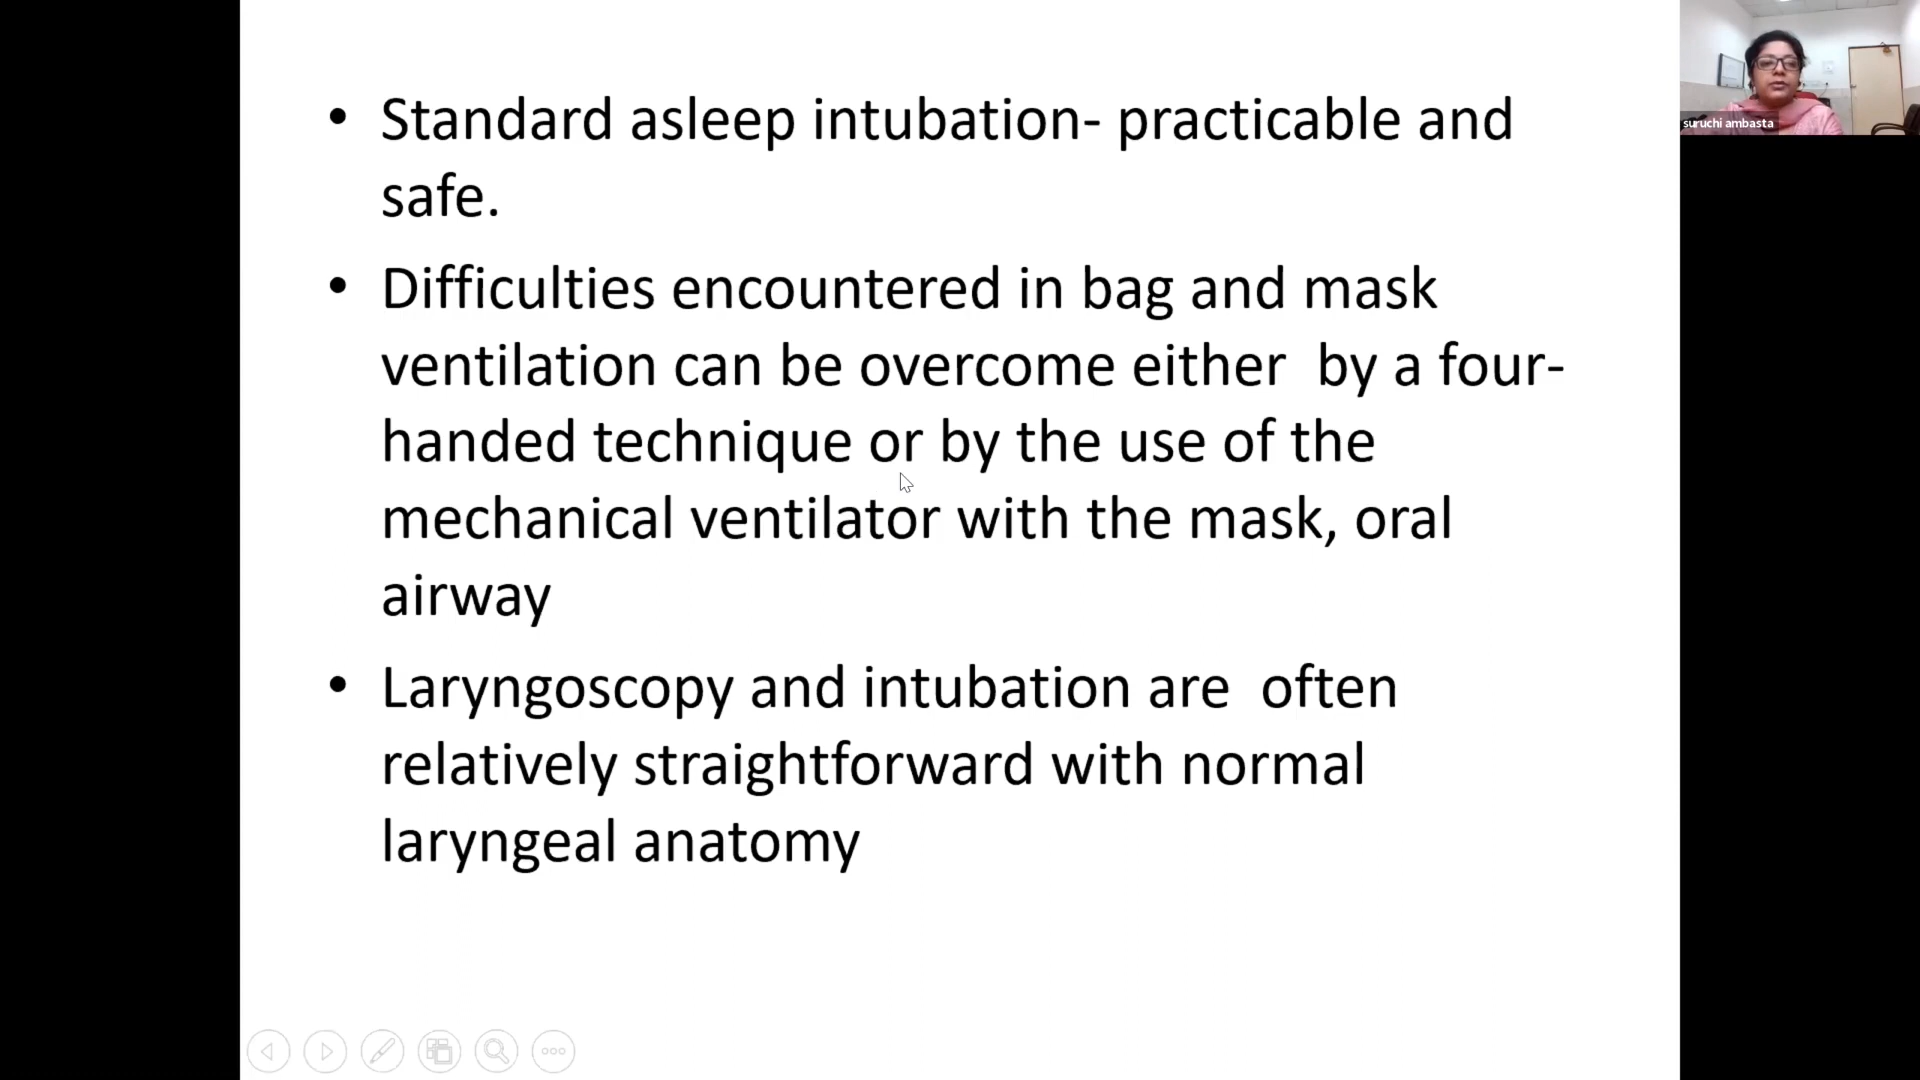 • Standard asleep intubation- practicable and
safe.
• Difficulties encountered in bag and mask
ventilation can be overcome either  by a four-
handed technique or by the use of the
mechanical ventilator with the mask, oral
airway
• Laryngoscopy and intubation are  often
relatively straightforward with normal
laryngeal anatomy
suruchi ambasta